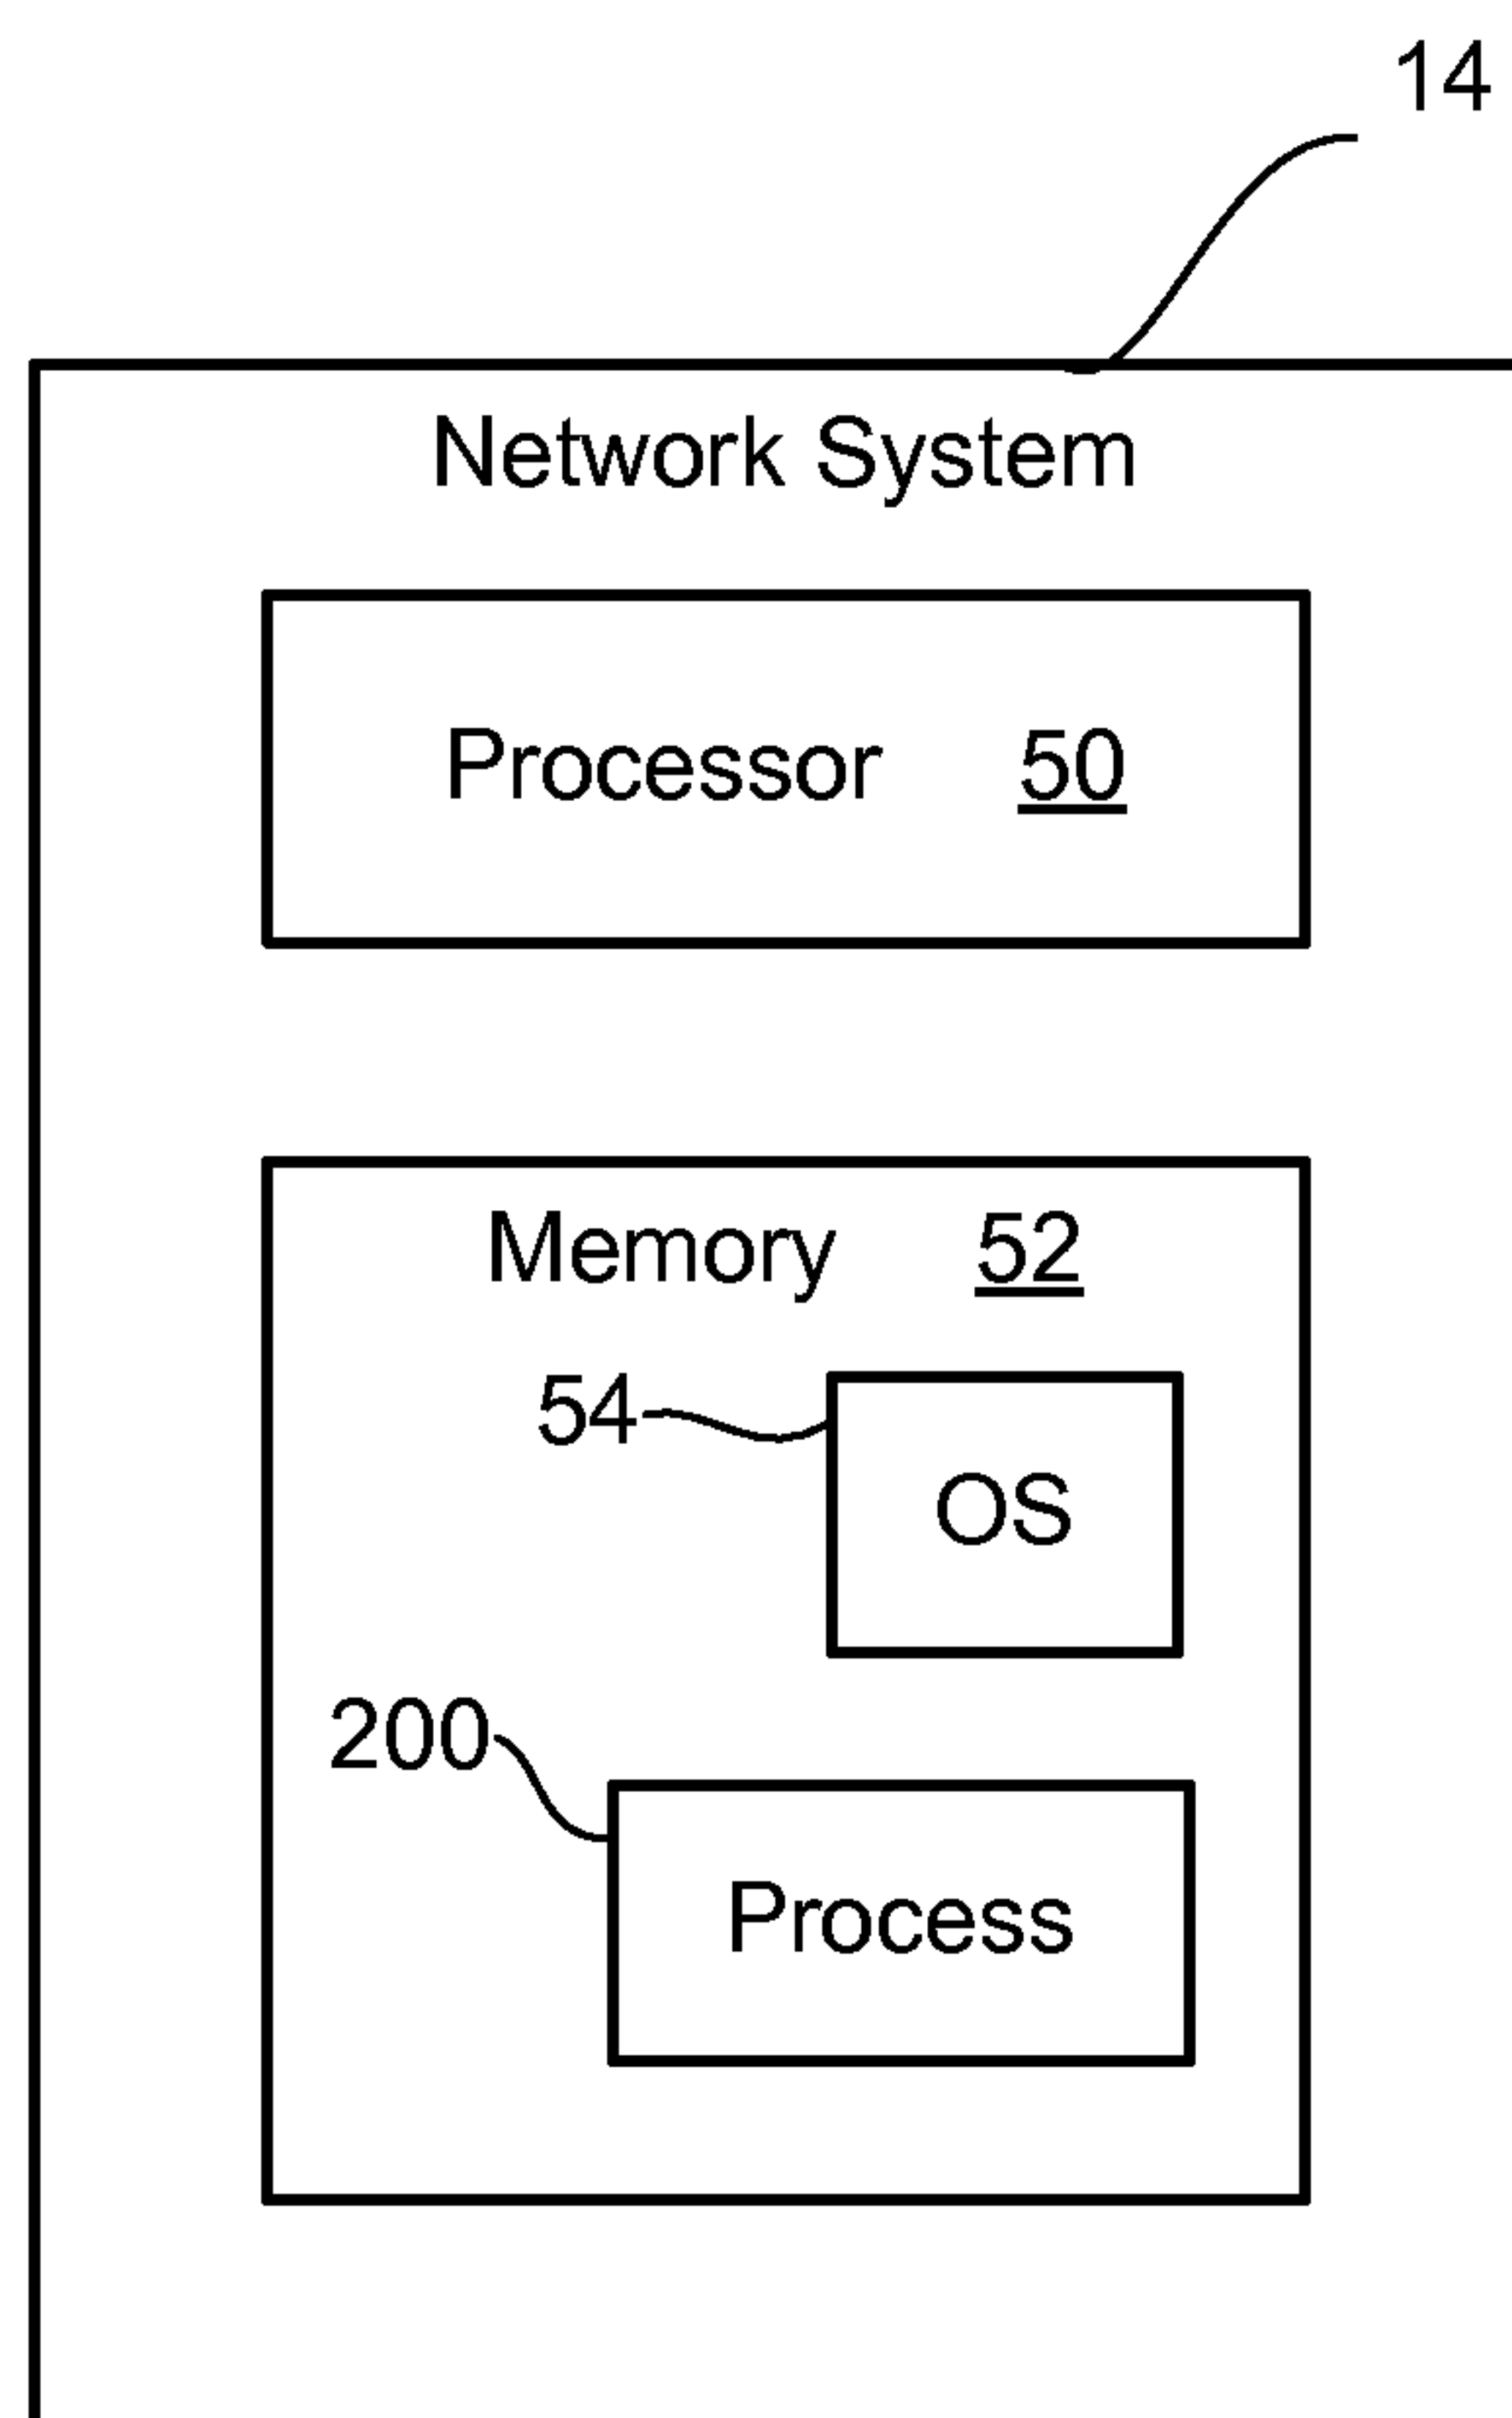 14
Network System
Processor 50
Memory 52
54
OS
200
Process